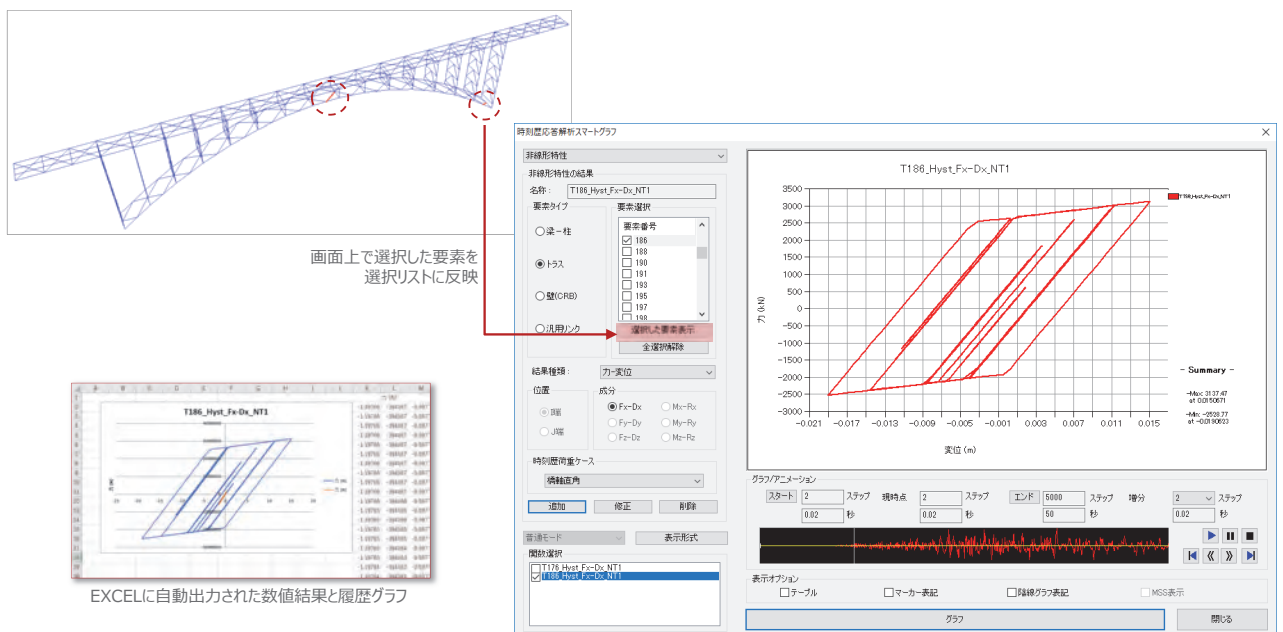 時刻歴応答解析スマートグラフ
非線形特性
非線形特性の結果
名称： T186_Hyst_Fx-Dx_NT1
要素タイプ
梁－柱
トラス
壁(CRB)
汎用リンク
要素選択
要素番号
186
188
190
191
193
195
197
198
選択した要素表示
全選択解除
結果種類： 力-変位
位置
I端
J端
成分
Fx-Dx Mx-Rx
Fy-Dy My-Ry
Fz-Dz Mz-Rz
時刻歴荷重ケース
橋軸直角
追加 修正 削除
普通モード 表示形式
関数選択
T176_Hyst_Fx-Dx_NT1
T186_Hyst_Fx-Dx_NT1
T186_Hyst_Fx-Dx_NT1
T186_Hyst_Fx-Dx_NT1
力 (kN)
3500
3000
2500
2000
1500
1000
500
0
-500
-1000
-1500
-2000
-2500
-3000
-0.021 -0.017 -0.013 -0.009 -0.005 -0.001 0.003 0.007 0.011 0.015
変位 (m)
- Summary -
-Max: 3137.47
at 0.0150671
-Min: -2528.77
at -0.0190623
グラフ/アニメーション
スタート 2 ステップ 現時点 2 ステップ エンド 5000 ステップ 増分 2 ステップ
0.02 秒 0.02 秒 50 秒 0.02 秒
表示オプション
テーブル マーカー表記 陰線グラフ表記 MSS表示
グラフ 閉じる
画面上で選択した要素を
選択リストに反映
T186_Hyst_Fx-Dx_NT1
EXCELに自動出力された数値結果と履歴グラフ